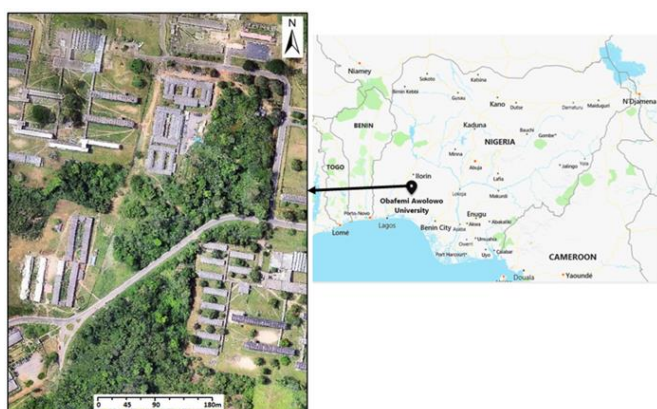 N
0 45 90 180m
Niamey
Sokoto
Katsina
Birnin Kebbi
Gusau
Kano
Dutse
Damaturu
Maiduguri
N'Djamena
BENIN
Kaduna
Bauchi
Gombe
NIGERIA
TOGO
Minna
Abuja
Jalingo
Yola
Ilorin
Lafia
Obafemi Awolowo
University
Lokoja
Makurdi
Porto-Novo
Enugu
Lomé
Lagos
Benin City
Asaba
Awka
Abakaliki
Owerri
Umuahia
Port Harcourt
Uyo
Calabar
CAMEROON
Douala
Yaoundé